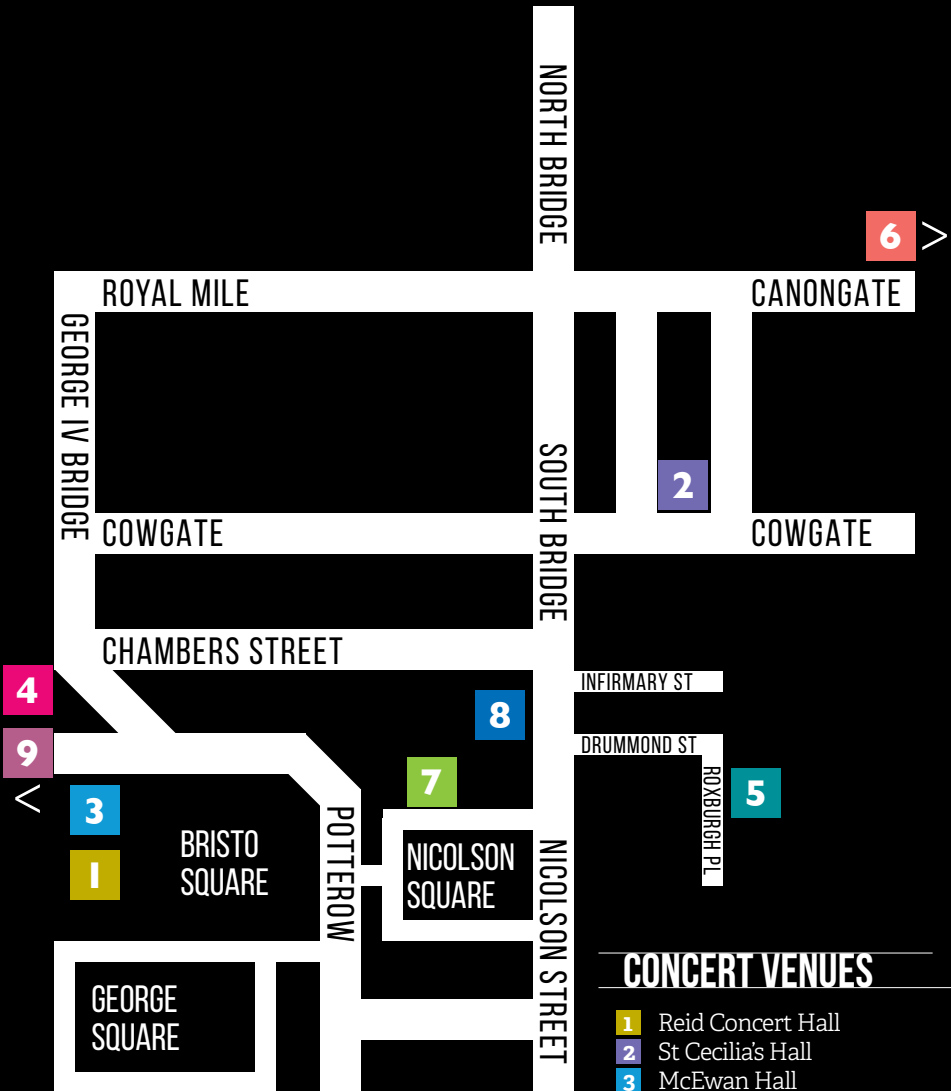 NORTH BRIDGE
6 >
ROYAL MILE
CANONGATE
GEORGE IV BRIDGE
SOUTH BRIDGE
2
COWGATE
COWGATE
CHAMBERS STREET
4
INFIRMARY ST
8
9
DRUMMOND ST
<
7
ROXBURGH PL
5
3
POTTEROW
BRISTO
SQUARE
1
NICOLSON
SQUARE
NICOLSON STREET
GEORGE
SQUARE
CONCERT VENUES
1 Reid Concert Hall
2 St Cecilia's Hall
3 McEwan Hall